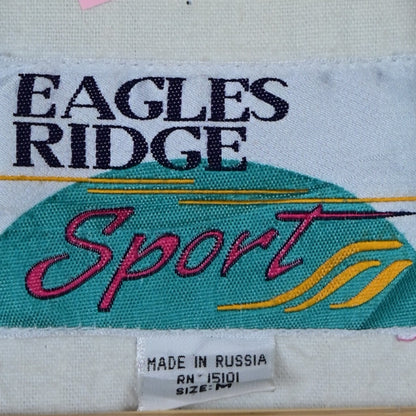 EAGLES
RIDGE
Sport
MADE IN RUSSIA
RN 15101
SIZE: M